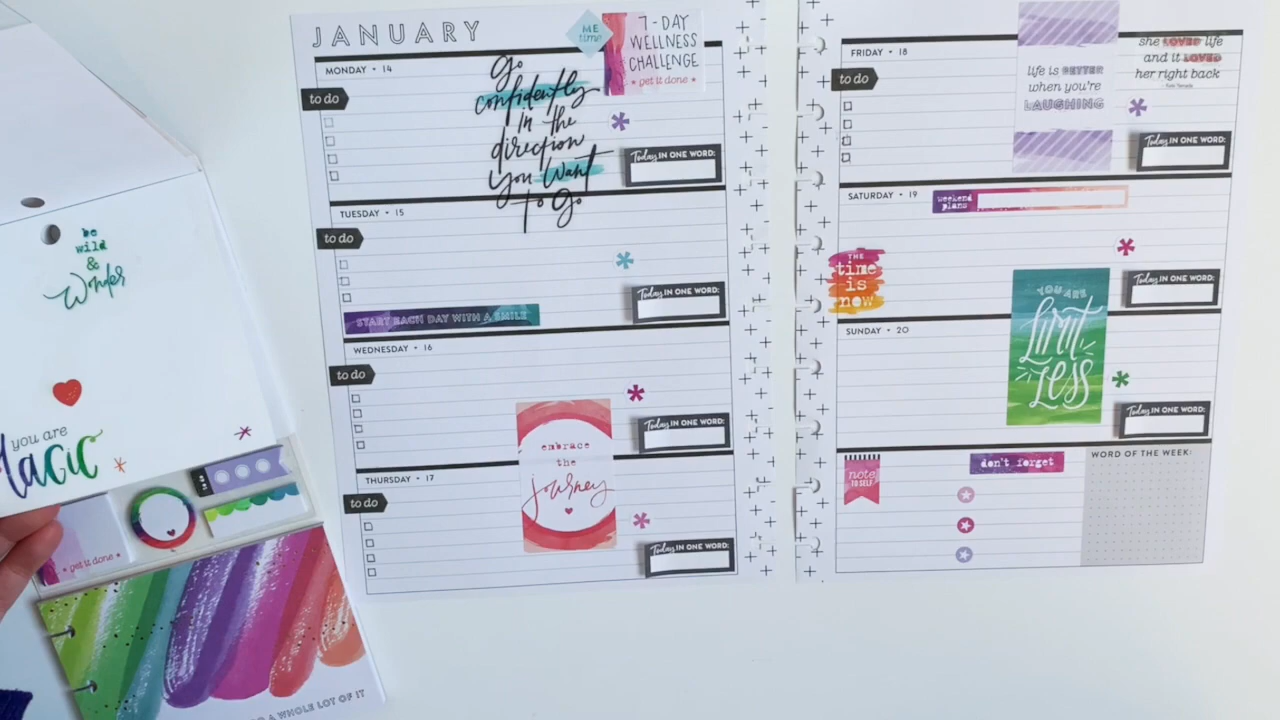 JANUARY
ME
time
7-DAY
WELLNESS
CHALLENGE
* get it done *
MONDAY • 14
to do
Go
confidently
in the
direction
you want
to go
Today IN ONE WORD:
TUESDAY • 15
to do
Today IN ONE WORD:
START EACH DAY WITH A SMILE
WEDNESDAY • 16
to do
Today IN ONE WORD:
embrace
the
journey
THURSDAY • 17
to do
Today IN ONE WORD:
FRIDAY • 18
to do
life is BETTER
when you're
LAUGHING
she LOVED life
and it LOVED
her right back
Today IN ONE WORD:
SATURDAY • 19
weekend
plans
THE
time
is
now
Today IN ONE WORD:
YOU ARE
limit
less
SUNDAY • 20
Today IN ONE WORD:
note
TO SELF
don't forget
WORD OF THE WEEK:
be
wild
&
wonder
you are
MAGIC
* get it done *
A WHOLE LOT OF IT